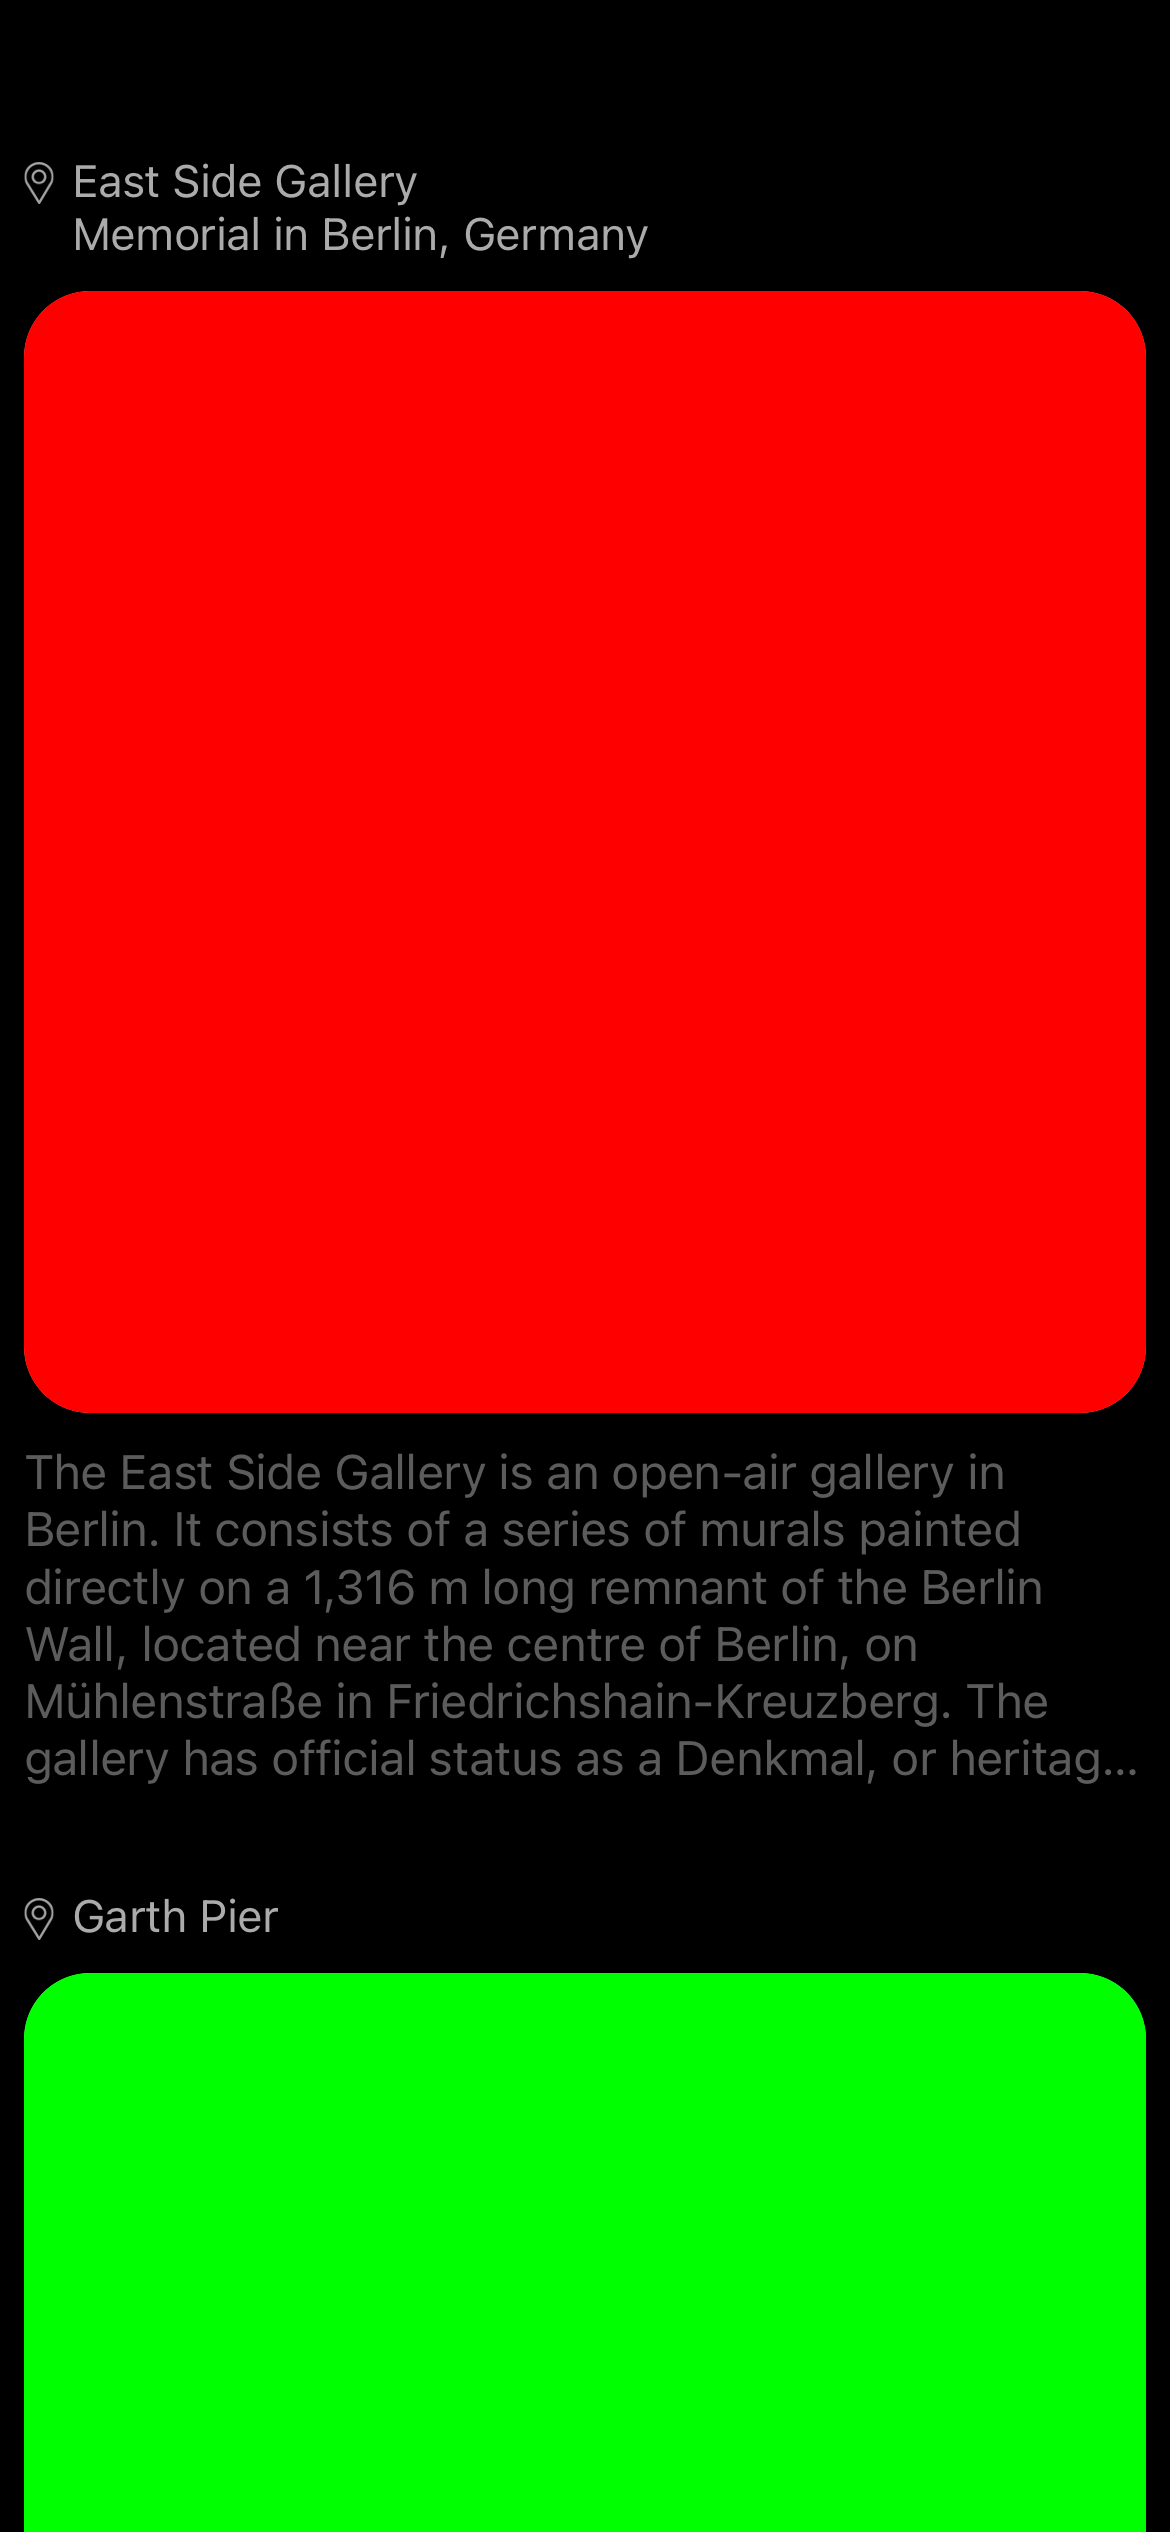 East Side Gallery
Memorial in Berlin, Germany
The East Side Gallery is an open-air gallery in
Berlin. It consists of a series of murals painted
directly on a 1,316 m long remnant of the Berlin
Wall, located near the centre of Berlin, on
Mühlenstraße in Friedrichshain-Kreuzberg. The
gallery has official status as a Denkmal, or heritag...
Garth Pier